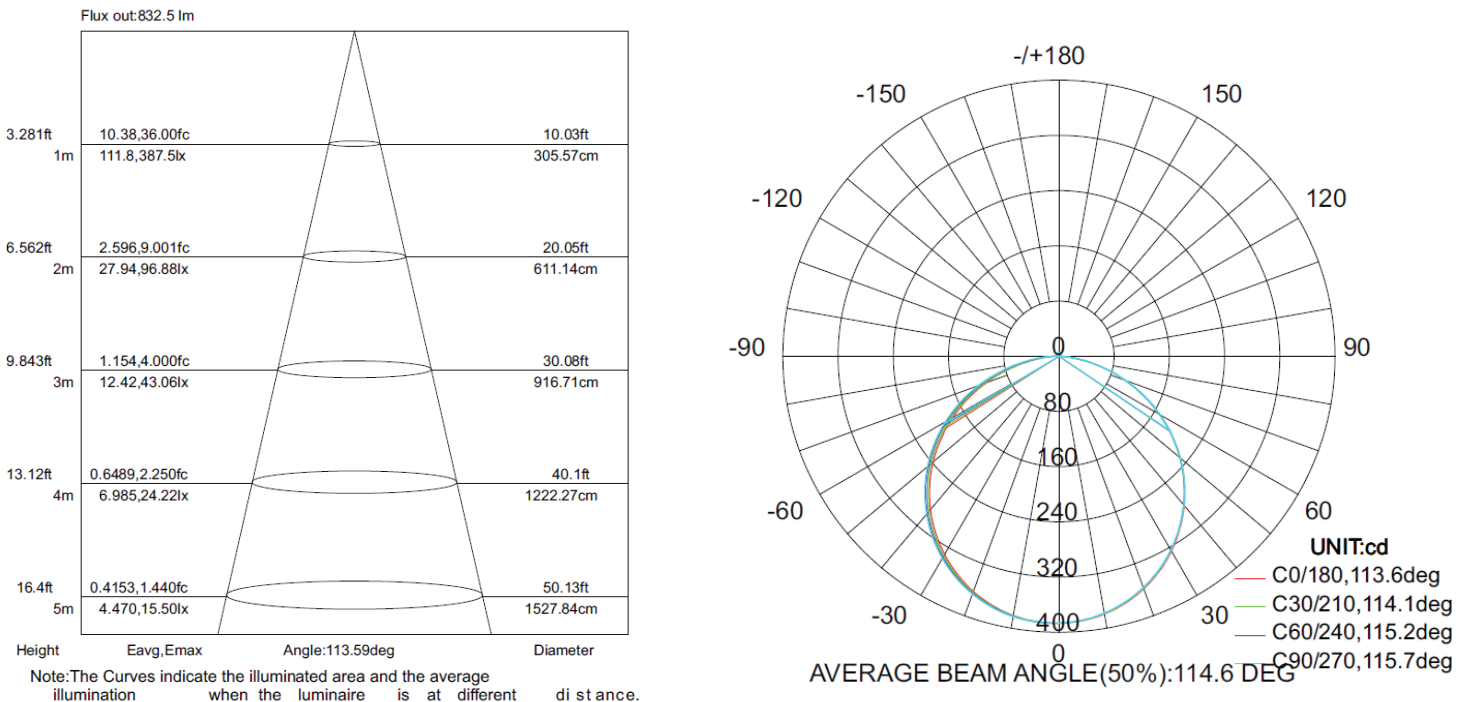 Flux out:832.5 lm
3.281ft 10.38,36.00fc 10.03ft
1m 111.8,387.5lx 305.57cm
6.562ft 2.596,9.001fc 20.05ft
2m 27.94,96.88lx 611.14cm
9.843ft 1.154,4.000fc 30.08ft
3m 12.42,43.06lx 916.71cm
13.12ft 0.6489,2.250fc 40.1ft
4m 6.985,24.22lx 1222.27cm
16.4ft 0.4153,1.440fc 50.13ft
5m 4.470,15.50lx 1527.84cm
Height Eavg,Emax Angle:113.59deg Diameter
Note:The Curves indicate the illuminated area and the average
illumination when the luminaire is at different distance.
-/+180
-150 150
-120 120
-90 0 90
80
160
-60 240 60
UNIT:cd
320
C0/180,113.6deg
-30 400 30
C30/210,114.1deg
C60/240,115.2deg
0
C90/270,115.7deg
AVERAGE BEAM ANGLE(50%):114.6 DEG